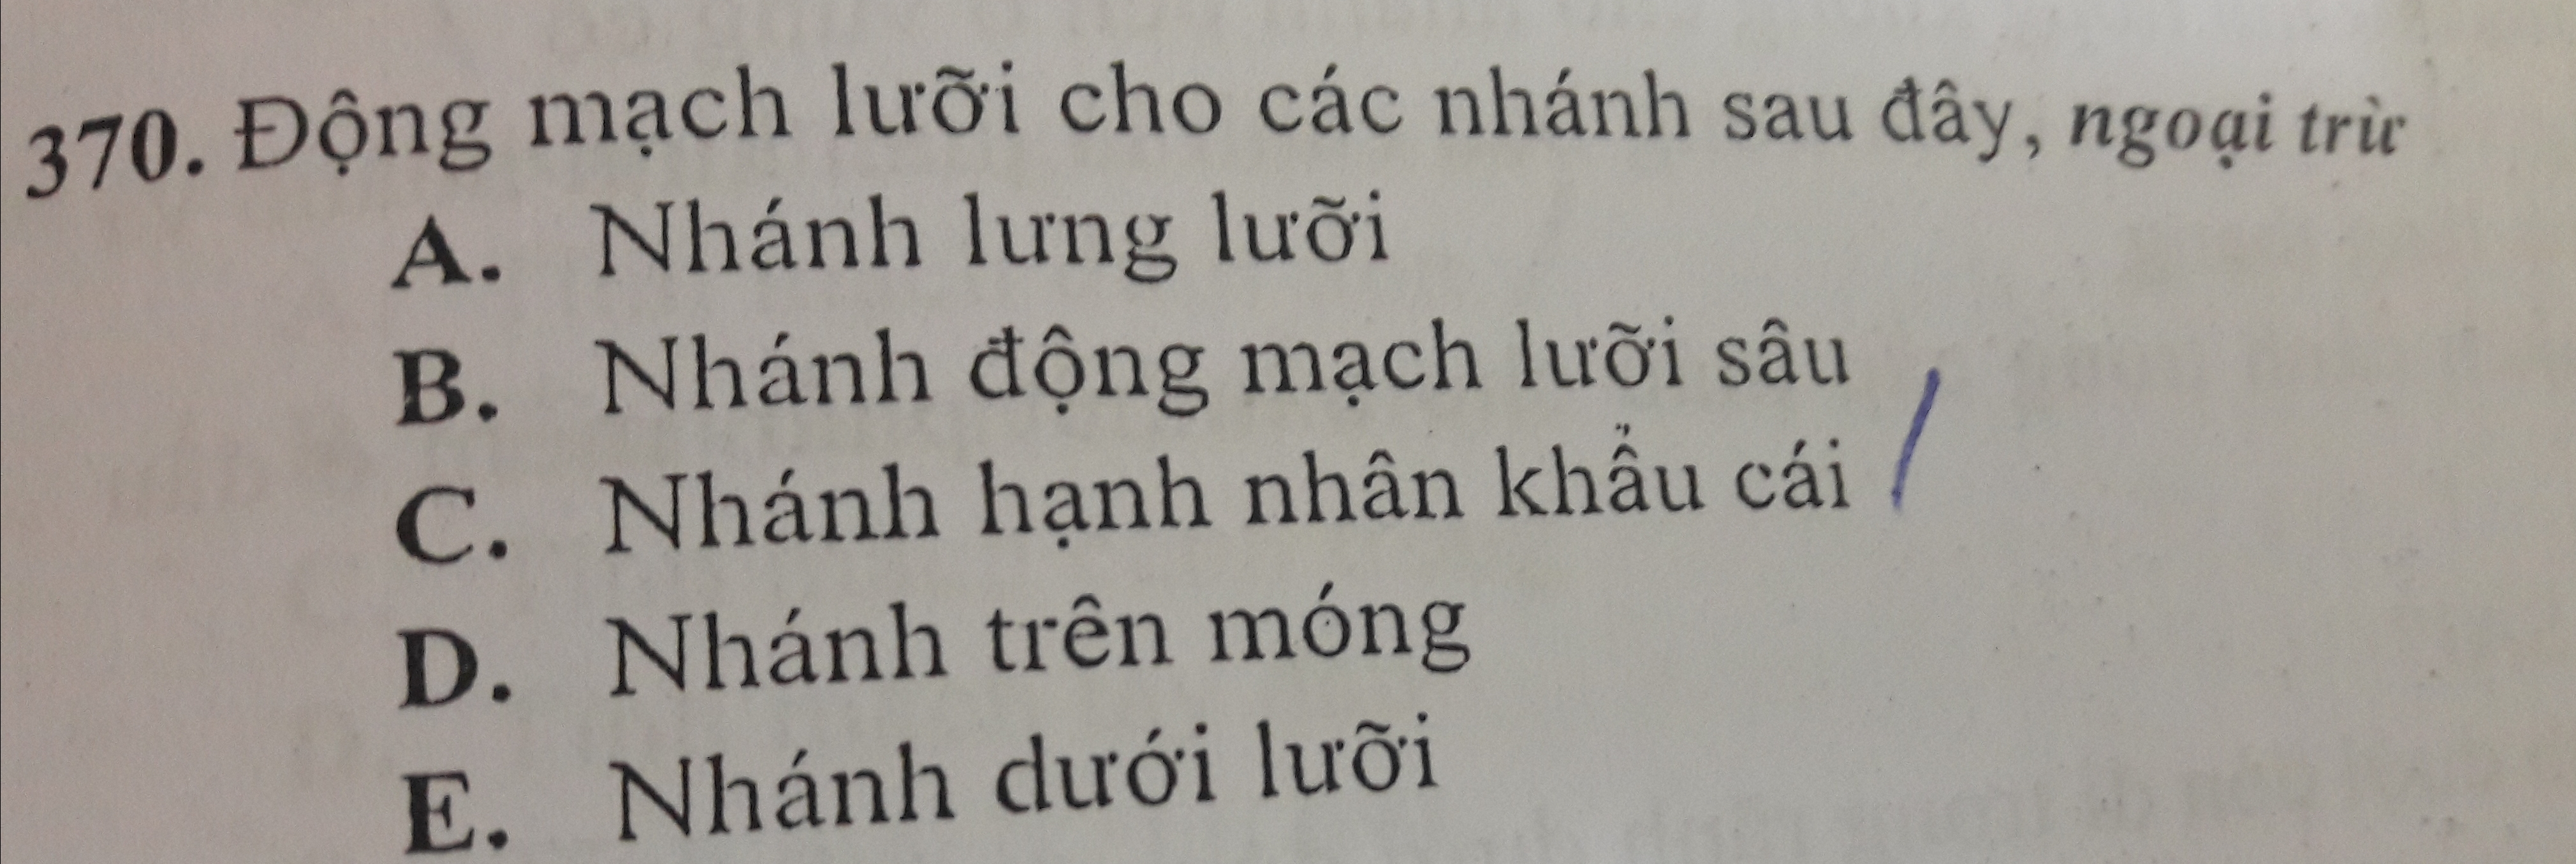 370. Động mạch lưỡi cho các nhánh sau đây, ngoại trừ
A. Nhánh lưng lưỡi
B. Nhánh động mạch lưỡi sâu
C. Nhánh hạnh nhân khẩu cái
D. Nhánh trên móng
E. Nhánh dưới lưỡi